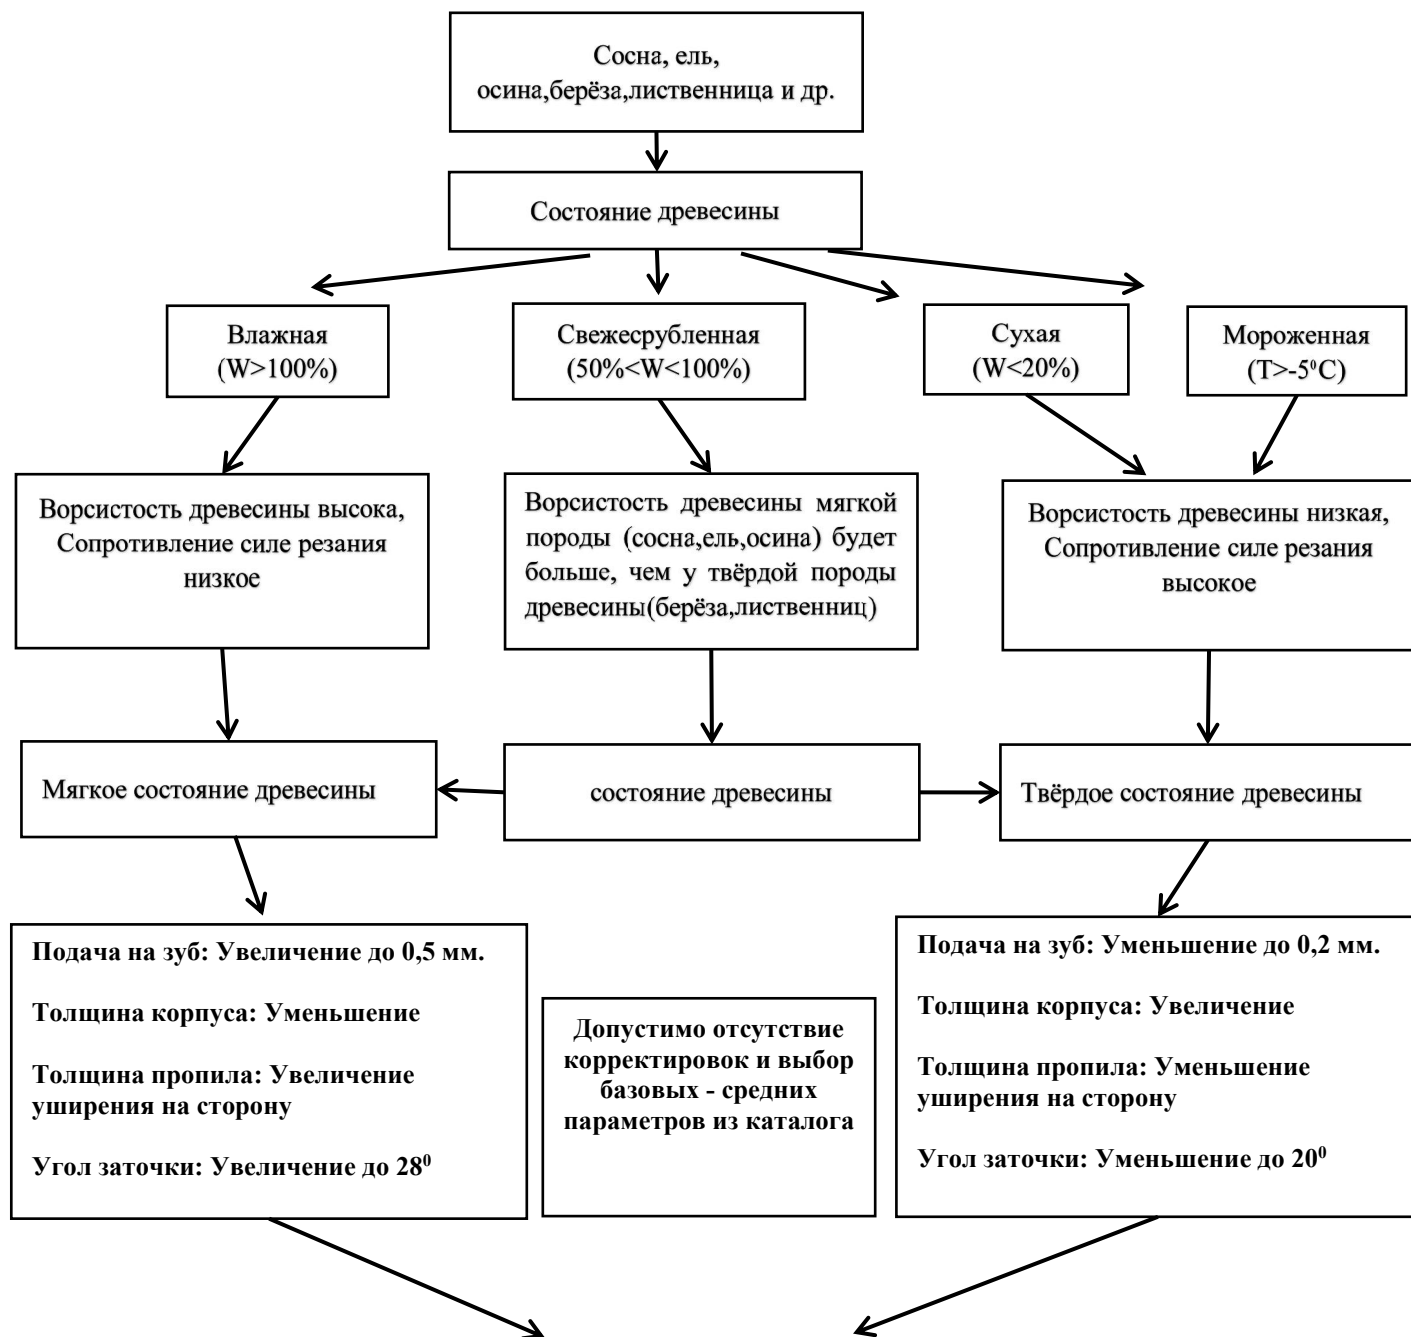 Сосна, ель,
осина,берёза,лиственница и др.
Состояние древесины
Влажная
(W>100%)
Свежесрубленная
(50%<W<100%)
Сухая
(W<20%)
Мороженная
(T>-5⁰C)
Ворсистость древесины высока,
Сопротивление силе резания
низкое
Ворсистость древесины мягкой
породы (сосна,ель,осина) будет
больше, чем у твёрдой породы
древесины(берёза,лиственниц)
Ворсистость древесины низкая,
Сопротивление силе резания
высокое
Мягкое состояние древесины
состояние древесины
Твёрдое состояние древесины
Подача на зуб: Увеличение до 0,5 мм.
Толщина корпуса: Уменьшение
Толщина пропила: Увеличение
уширения на сторону
Угол заточки: Увеличение до 28⁰
Допустимо отсутствие
корректировок и выбор
базовых - средних
параметров из каталога
Подача на зуб: Уменьшение до 0,2 мм.
Толщина корпуса: Увеличение
Толщина пропила: Уменьшение
уширения на сторону
Угол заточки: Уменьшение до 20⁰